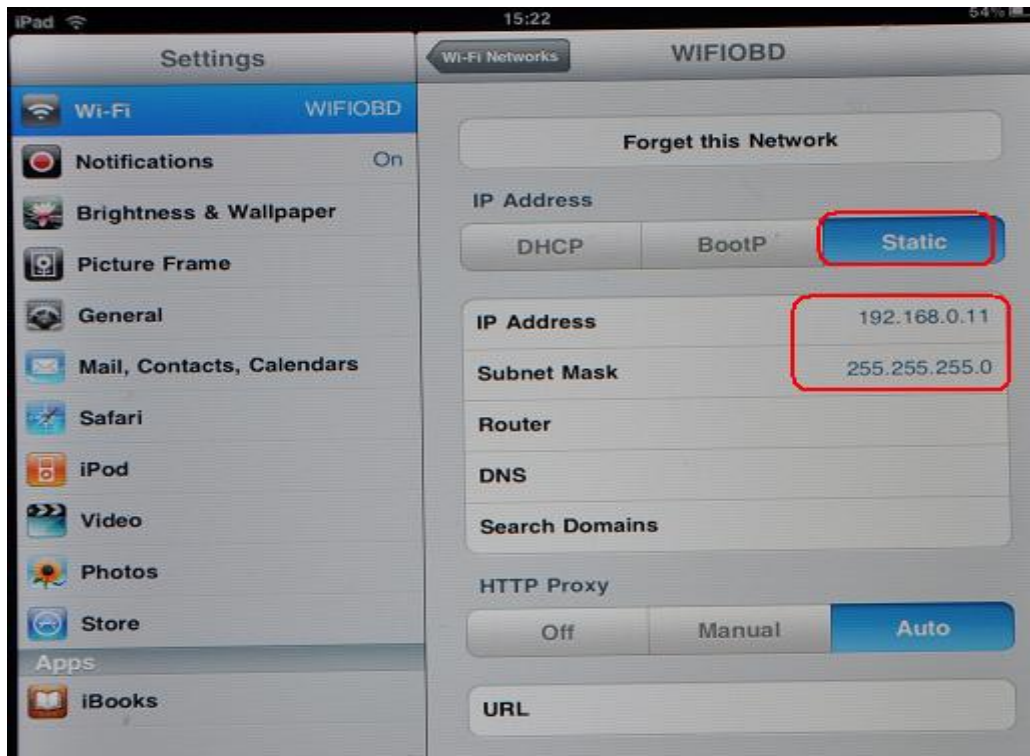 iPad
15:22
54%
Settings
Wi-Fi Networks
WIFIOBD
Wi-Fi
WIFIOBD
Notifications
On
Brightness & Wallpaper
Picture Frame
General
Mail, Contacts, Calendars
Safari
iPod
Video
Photos
Store
Apps
iBooks
Forget this Network
IP Address
DHCP
BootP
Static
IP Address
192.168.0.11
Subnet Mask
255.255.255.0
Router
DNS
Search Domains
HTTP Proxy
Off
Manual
Auto
URL